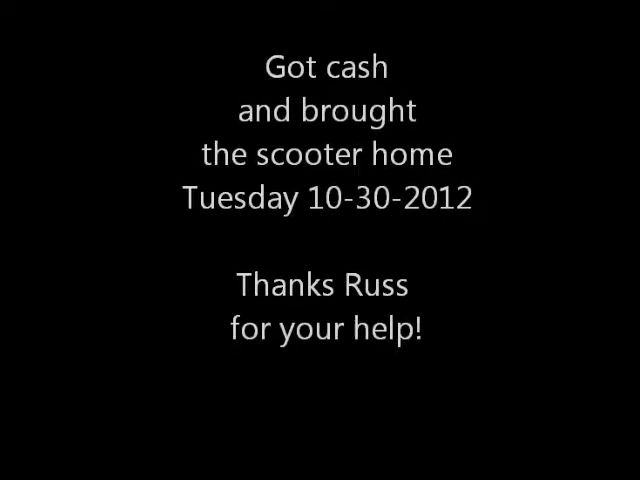 Got cash
and brought
the scooter home
Tuesday 10-30-2012
Thanks Russ
for your help!